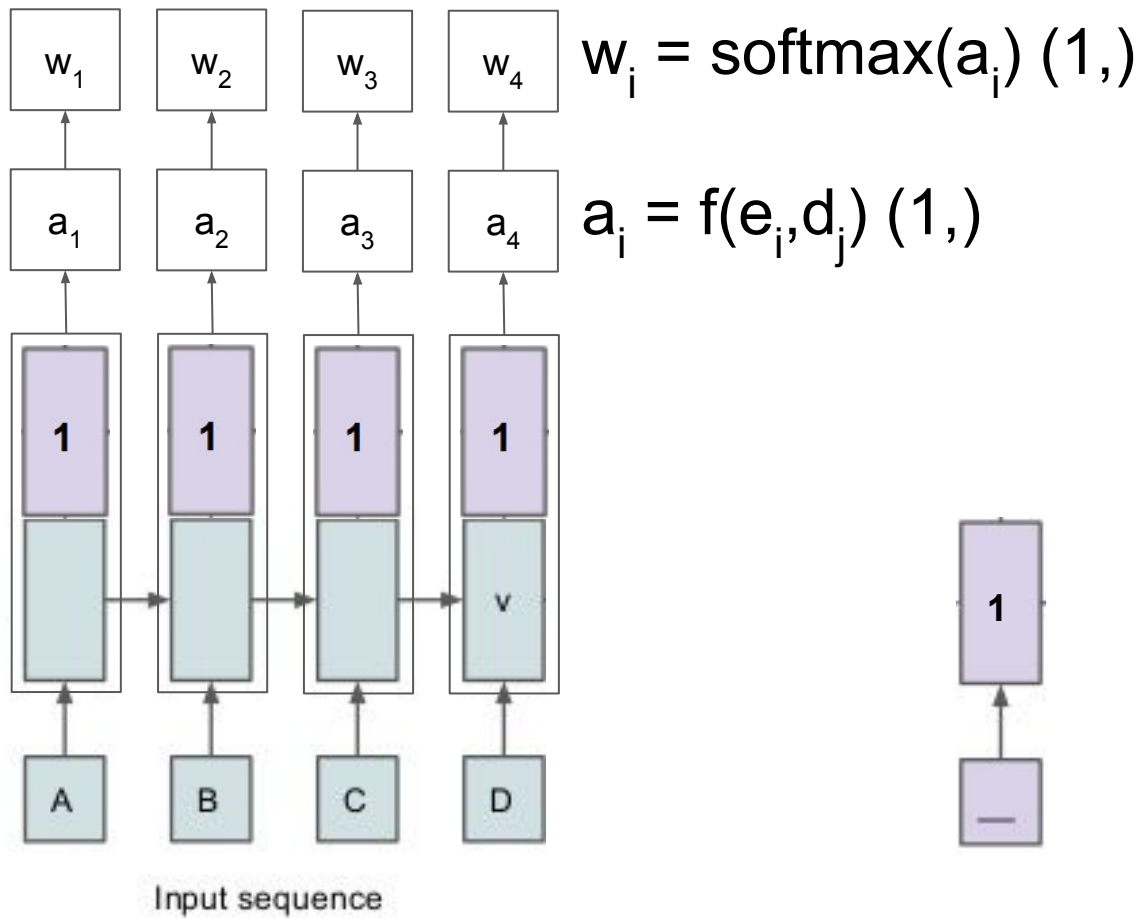 w1 w2 w3 w4 wi = softmax(ai) (1,)
a1 a2 a3 a4 ai = f(ei,dj) (1,)
1 1 1 1
v 1
A B C D _
Input sequence